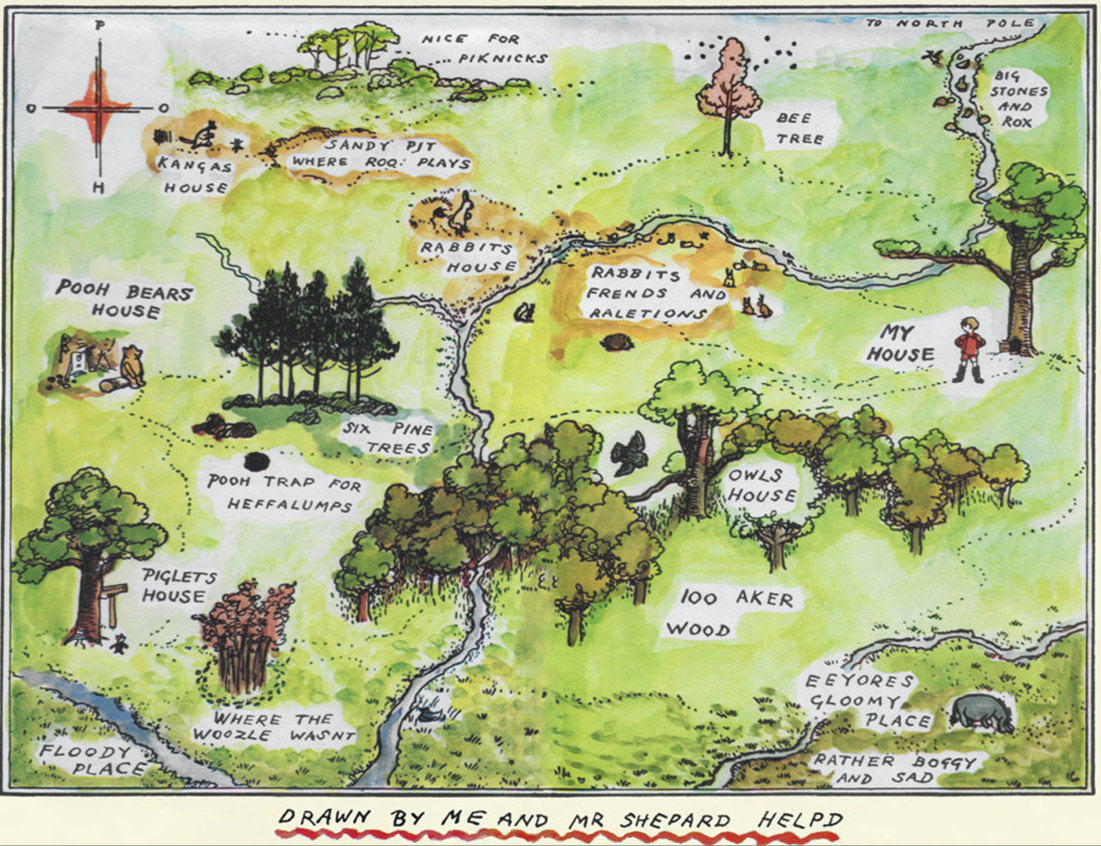 TO NORTH POLE
P
O
O
H
NICE FOR
PIKNICKS
BIG
STONES
AND
ROX
BEE
TREE
KANGAS
HOUSE
SANDY PIT
WHERE ROO: PLAYS
RABBITS
HOUSE
RABBITS
FRENDS AND
RALETIONS
POOH BEARS
HOUSE
MY
HOUSE
SIX PINE
TREES
POOH TRAP FOR
HEFFALUMPS
OWLS
HOUSE
PIGLETS
HOUSE
100 AKER
WOOD
WHERE THE
WOOZLE WASNT
FLOODY
PLACE
EEYORES
GLOOMY
PLACE
RATHER BOGGY
AND SAD
DRAWN BY ME AND MR SHEPARD HELPD